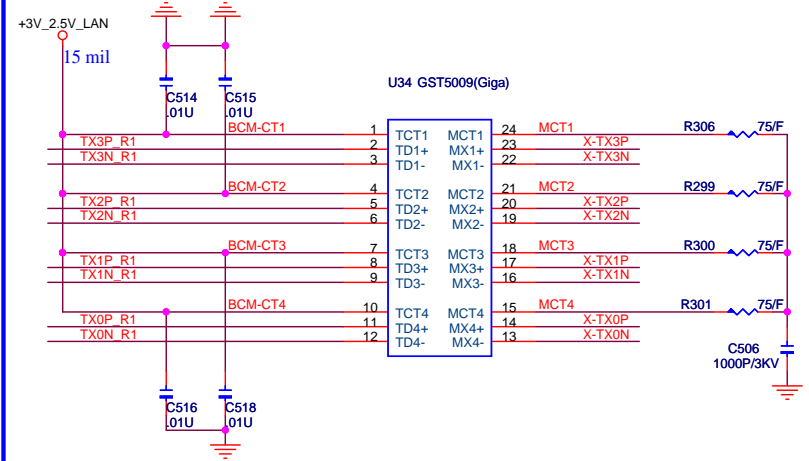 +3V_2.5V_LAN
15 mil
C514
.01U
C515
.01U
U34 GST5009(Giga)
BCM-CT1 1 TCT1 MCT1 24 MCT1 R306 75/F
TX3P_R1 2 TD1+ MX1+ 23 X-TX3P
TX3N_R1 3 TD1- MX1- 22 X-TX3N
BCM-CT2 4 TCT2 MCT2 21 MCT2 R299 75/F
TX2P_R1 5 TD2+ MX2+ 20 X-TX2P
TX2N_R1 6 TD2- MX2- 19 X-TX2N
BCM-CT3 7 TCT3 MCT3 18 MCT3 R300 75/F
TX1P_R1 8 TD3+ MX3+ 17 X-TX1P
TX1N_R1 9 TD3- MX3- 16 X-TX1N
BCM-CT4 10 TCT4 MCT4 15 MCT4 R301 75/F
TX0P_R1 11 TD4+ MX4+ 14 X-TX0P
TX0N_R1 12 TD4- MX4- 13 X-TX0N
C506
1000P/3KV
C516
.01U
C518
.01U